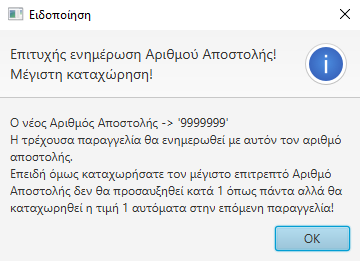 Ειδοποίηση
Επιτυχής ενημέρωση Αριθμού Αποστολής!
Μέγιστη καταχώρηση!
Ο νέος Αριθμός Αποστολής -> '9999999'
Η τρέχουσα παραγγελία θα ενημερωθεί με αυτόν τον αριθμό
αποστολής.
Επειδή όμως καταχωρήσατε τον μέγιστο επιτρεπτό Αριθμό
Αποστολής δεν θα προσαυξηθεί κατά 1 όπως πάντα αλλά θα
καταχωρηθεί η τιμή 1 αυτόματα στην επόμενη παραγγελία!
OK